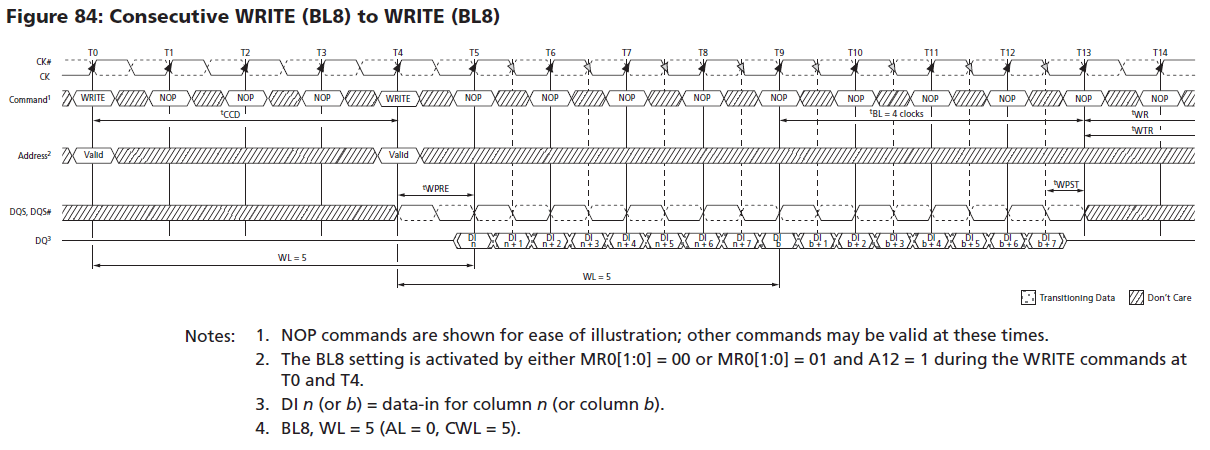 Figure 84: Consecutive WRITE (BL8) to WRITE (BL8)
T0 T1 T2 T3 T4 T5 T6 T7 T8 T9 T10 T11 T12 T13 T14
CK#
CK
Command1 WRITE NOP NOP NOP WRITE NOP NOP NOP NOP NOP NOP NOP NOP NOP NOP
tCCD tBL = 4 clocks tWR
tWTR
Address2 Valid Valid
tWPRE tWPST
DQS, DQS#
DQ3 DI n DI n + 1 DI n + 2 DI n + 3 DI n + 4 DI n + 5 DI n + 6 DI n + 7 DI b DI b + 1 DI b + 2 DI b + 3 DI b + 4 DI b + 5 DI b + 6 DI b + 7
WL = 5
WL = 5
Transitioning Data Don't Care
Notes: 1. NOP commands are shown for ease of illustration; other commands may be valid at these times.
2. The BL8 setting is activated by either MR0[1:0] = 00 or MR0[1:0] = 01 and A12 = 1 during the WRITE commands at
T0 and T4.
3. DI n (or b) = data-in for column n (or column b).
4. BL8, WL = 5 (AL = 0, CWL = 5).